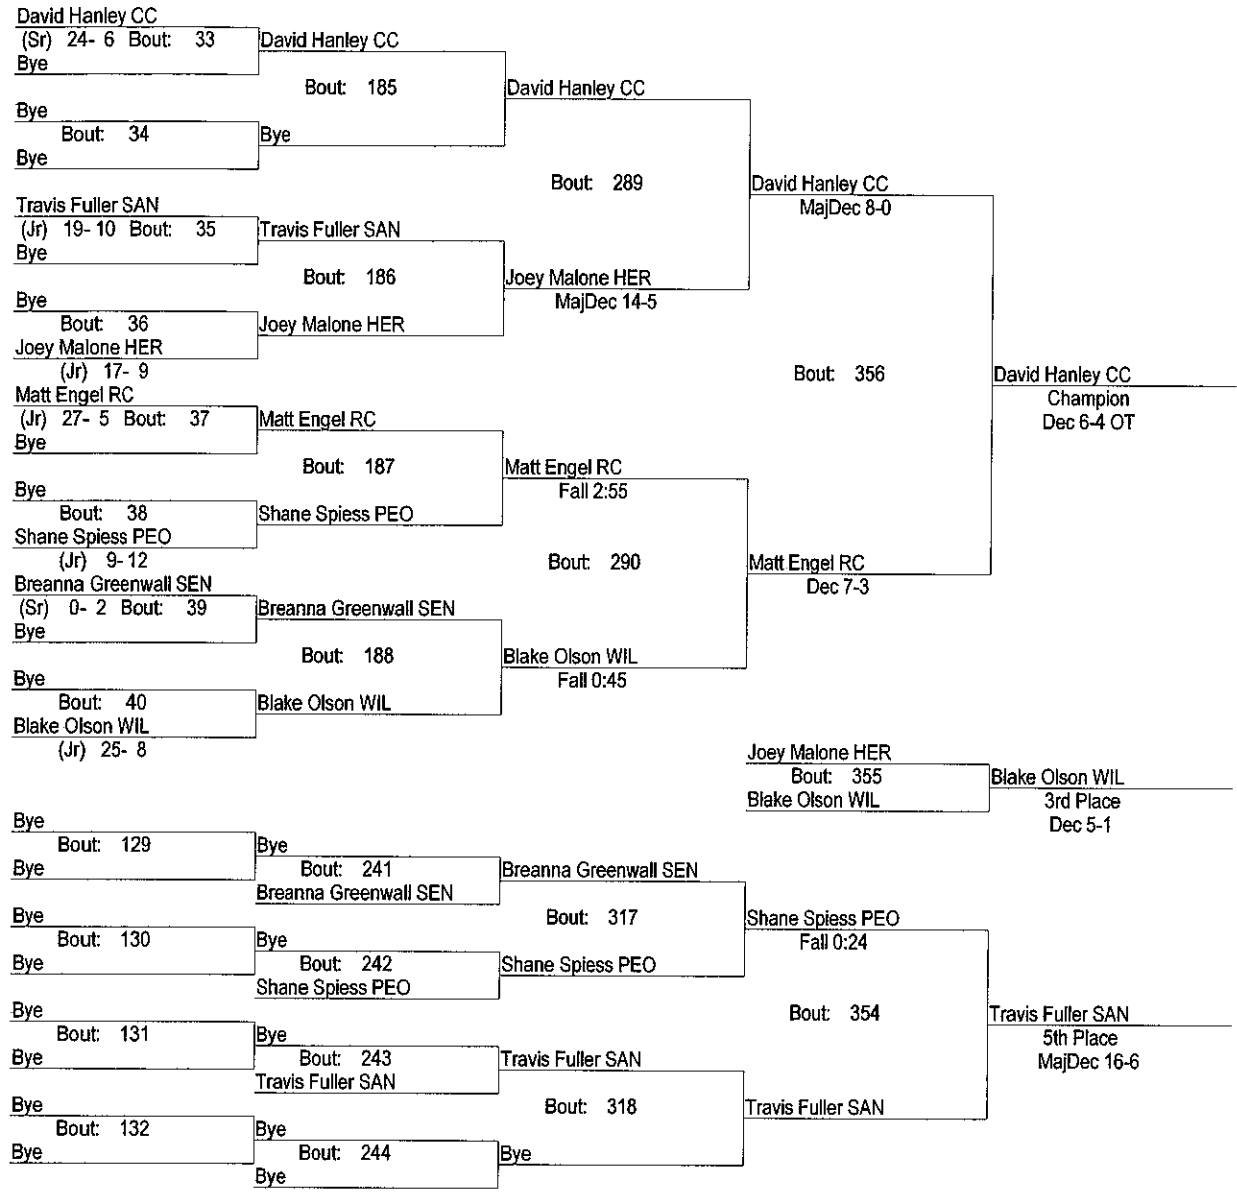 David Hanley CC
(Sr) 24- 6 Bout: 33
Bye
David Hanley CC
Bout: 185
David Hanley CC
Bye
Bout: 34
Bye
Bye
Bout: 289
David Hanley CC
MajDec 8-0
Travis Fuller SAN
(Jr) 19- 10 Bout: 35
Bye
Travis Fuller SAN
Bout: 186
Joey Malone HER
MajDec 14-5
Bye
Bout: 36
Joey Malone HER
Joey Malone HER
(Jr) 17- 9
Bout: 356
David Hanley CC
Champion
Dec 6-4 OT
Matt Engel RC
(Jr) 27- 5 Bout: 37
Bye
Matt Engel RC
Bout: 187
Matt Engel RC
Fall 2:55
Bye
Bout: 38
Shane Spiess PEO
Shane Spiess PEO
(Jr) 9- 12
Bout: 290
Matt Engel RC
Dec 7-3
Breanna Greenwall SEN
(Sr) 0- 2 Bout: 39
Bye
Breanna Greenwall SEN
Bout: 188
Blake Olson WIL
Fall 0:45
Bye
Bout: 40
Blake Olson WIL
Blake Olson WIL
(Jr) 25- 8
Joey Malone HER
Bout: 355
Blake Olson WIL
Blake Olson WIL
3rd Place
Dec 5-1
Bye
Bout: 129
Bye
Bye
Bout: 241
Breanna Greenwall SEN
Breanna Greenwall SEN
Bout: 317
Shane Spiess PEO
Fall 0:24
Bye
Bout: 130
Bye
Bye
Bout: 242
Shane Spiess PEO
Shane Spiess PEO
Bout: 354
Travis Fuller SAN
5th Place
MajDec 16-6
Bye
Bout: 131
Bye
Bye
Bout: 243
Travis Fuller SAN
Travis Fuller SAN
Bout: 318
Travis Fuller SAN
Bye
Bout: 132
Bye
Bye
Bout: 244
Bye
Bye